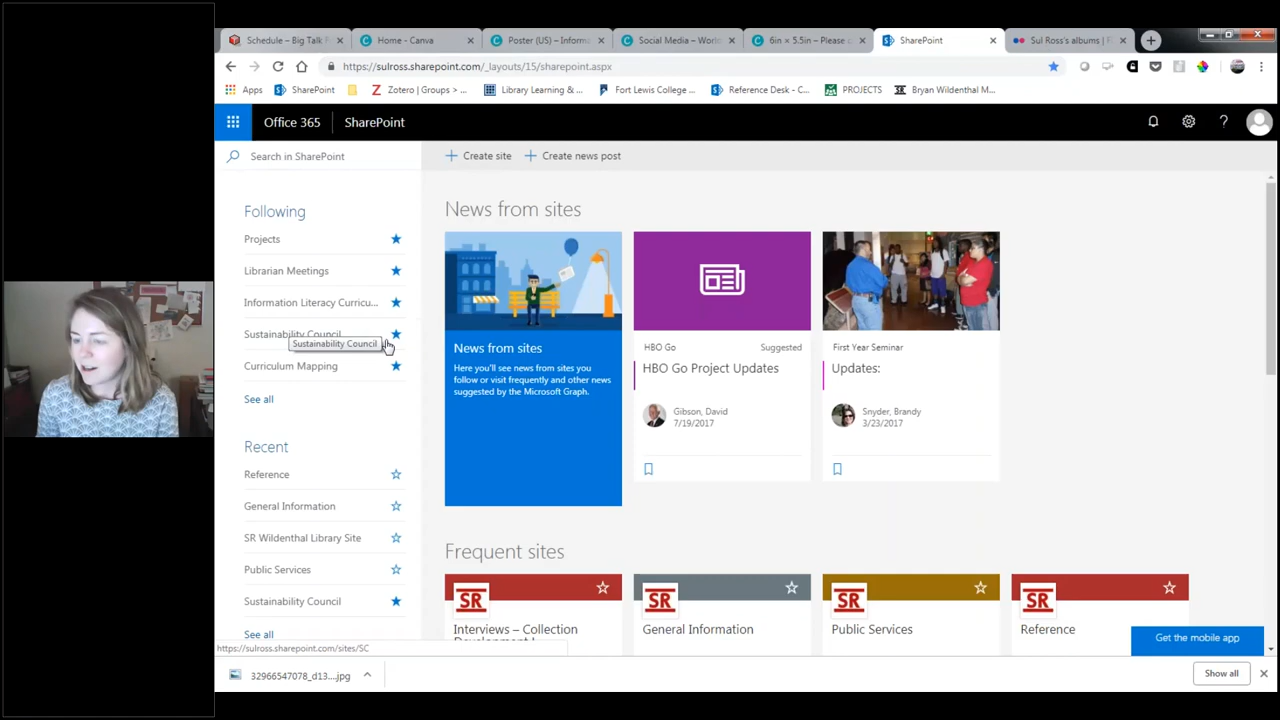 Schedule – Big Talk F
Home - Canva
Poster (US) – Informa
Social Media – World
6in × 5.5in – Please c
SharePoint
Sul Ross's albums | F
https://sulross.sharepoint.com/_layouts/15/sharepoint.aspx
Apps
SharePoint
Zotero | Groups > ...
Library Learning & ...
Fort Lewis College ...
Reference Desk - C...
PROJECTS
Bryan Wildenthal M...
Office 365
SharePoint
?
Search in SharePoint
Create site
Create news post
Following
Projects
Librarian Meetings
Information Literacy Curricu...
Sustainability Council
Sustainability Council
Curriculum Mapping
See all
Recent
Reference
General Information
SR Wildenthal Library Site
Public Services
Sustainability Council
See all
News from sites
News from sites
Here you'll see news from sites you
follow or visit frequently and other news
suggested by the Microsoft Graph.
HBO Go
Suggested
HBO Go Project Updates
Gibson, David
7/19/2017
First Year Seminar
Updates:
Snyder, Brandy
3/23/2017
Frequent sites
SR
Interviews – Collection
SR
General Information
SR
Public Services
SR
Reference
Get the mobile app
https://sulross.sharepoint.com/sites/SC
32966547078_d13....jpg
Show all